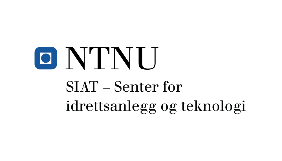 NTNU
SIAT – Senter for
idrettsanlegg og teknologi